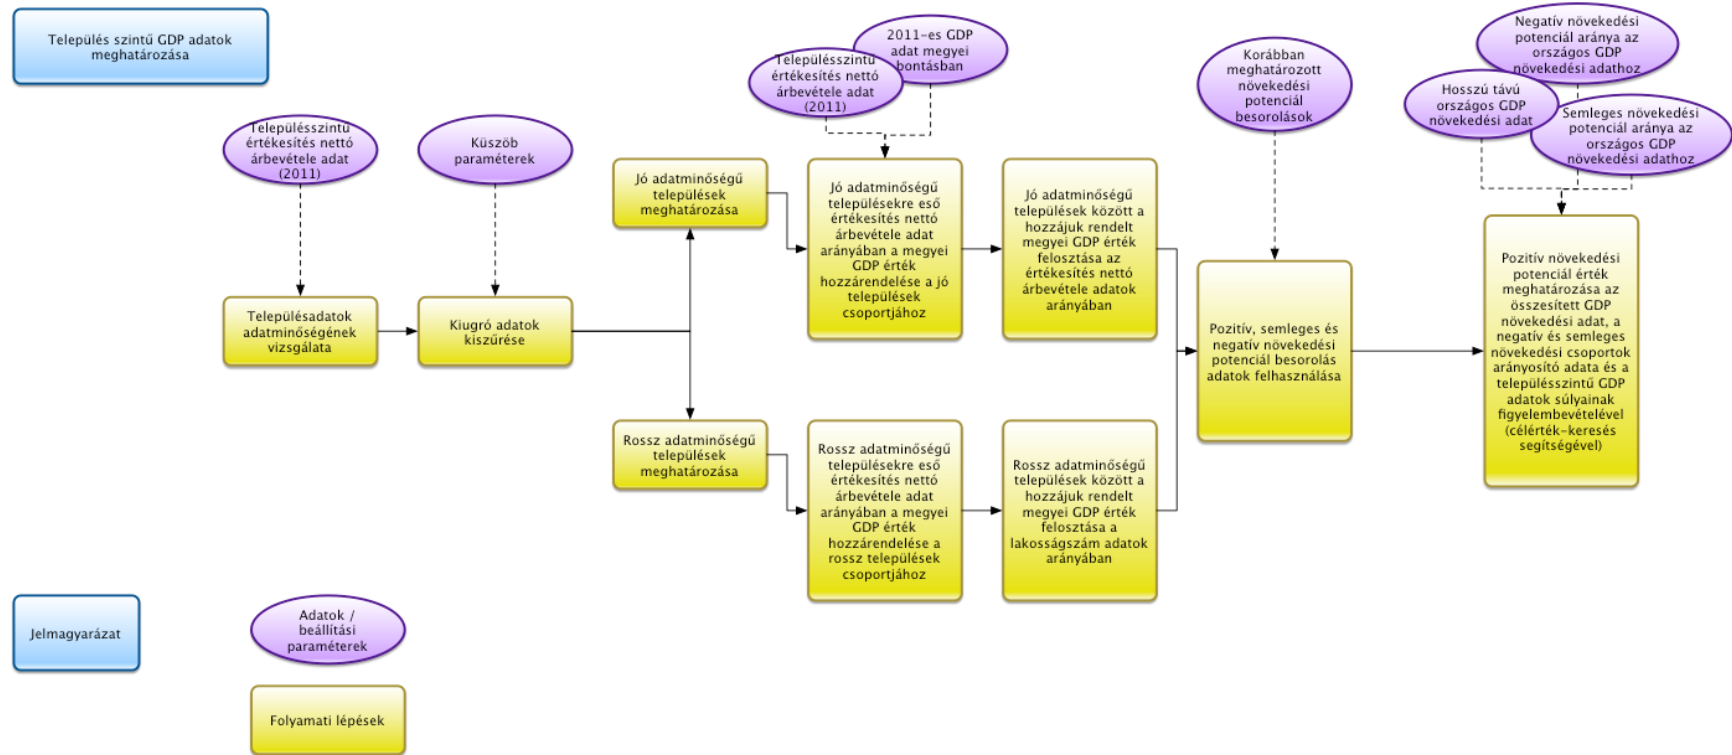 Település szintű GDP adatok
meghatározása
Településszintű
értékesítés nettó
árbevétele adat
(2011)
Küszöb
paraméterek
Településszintű
értékesítés nettó
árbevétele adat
(2011)
2011-es GDP
adat megyei
bontásban
Korábban
meghatározott
növekedési
potenciál
besorolások
Negatív növekedési
potenciál aránya az
országos GDP
növekedési adathoz
Hosszú távú
országos GDP
növekedési adat
Semleges növekedési
potenciál aránya az
országos GDP
növekedési adathoz
Településadatok
adatminőségének
vizsgálata
Kiugró adatok
kiszűrése
Jó adatminőségű
települések
meghatározása
Jó adatminőségű
településekre eső
értékesítés nettó
árbevétele adat
arányában a megyei
GDP érték
hozzárendelése a jó
települések
csoportjához
Jó adatminőségű
települések között a
hozzájuk rendelt
megyei GDP érték
felosztása az
értékesítés nettó
árbevétele adatok
arányában
Rossz adatminőségű
települések
meghatározása
Rossz adatminőségű
településekre eső
értékesítés nettó
árbevétele adat
arányában a megyei
GDP érték
hozzárendelése a
rossz települések
csoportjához
Rossz adatminőségű
települések között a
hozzájuk rendelt
megyei GDP érték
felosztása a
lakosságszám adatok
arányában
Pozitív, semleges és
negatív növekedési
potenciál besorolás
adatok felhasználása
Pozitív növekedési
potenciál érték
meghatározása az
összesített GDP
növekedési adat, a
negatív és semleges
növekedési csoportok
arányosító adata és a
településszintű GDP
adatok súlyainak
figyelembevételével
(célérték-keresés
segítségével)
Jelmagyarázat
Adatok /
beállítási
paraméterek
Folyamati lépések